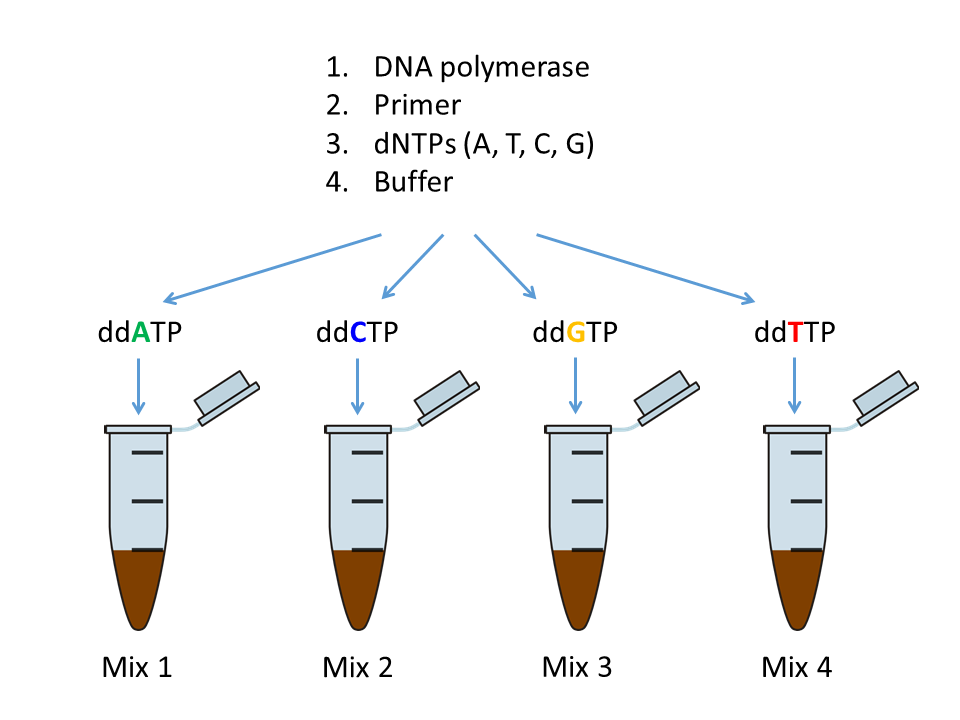 1. DNA polymerase
2. Primer
3. dNTPs (A, T, C, G)
4. Buffer
ddATP ddCTP ddGTP ddTTP
Mix 1 Mix 2 Mix 3 Mix 4